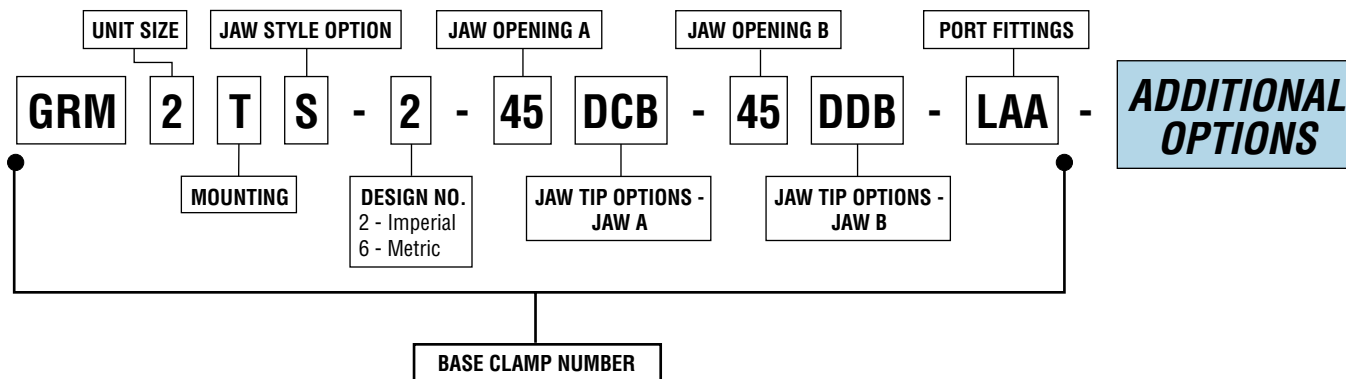 UNIT SIZE JAW STYLE OPTION JAW OPENING A JAW OPENING B PORT FITTINGS
GRM 2 T S - 2 - 45 DCB - 45 DDB - LAA - ADDITIONAL
OPTIONS
MOUNTING
DESIGN NO.
2 - Imperial
6 - Metric
JAW TIP OPTIONS -
JAW A
JAW TIP OPTIONS -
JAW B
BASE CLAMP NUMBER